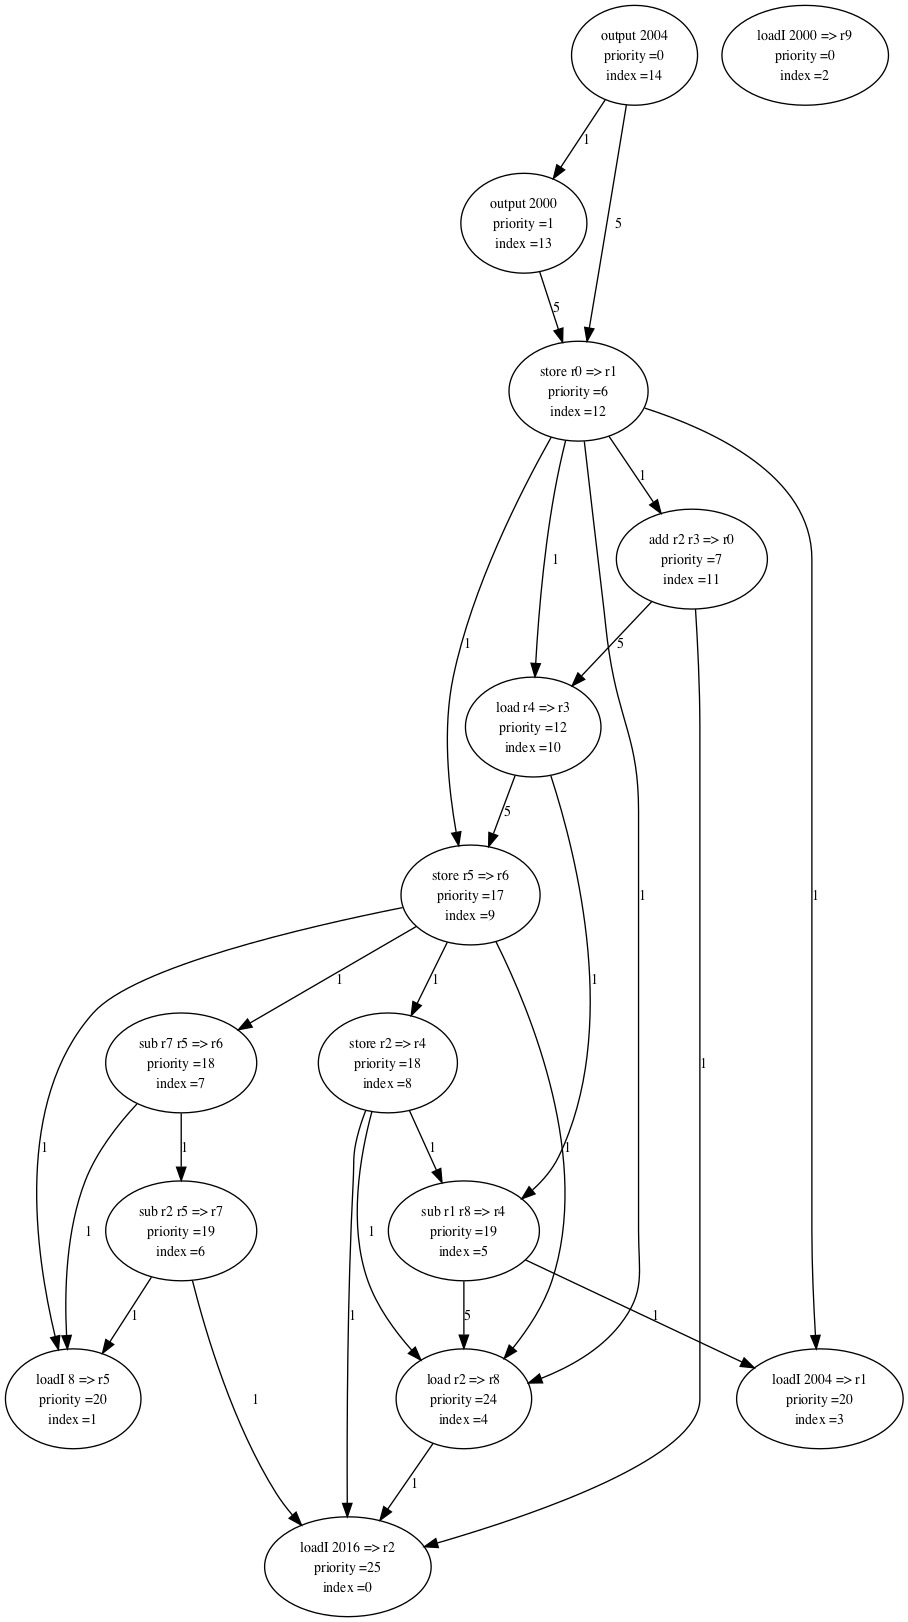 output 2004
priority =0
index =14
loadI 2000 => r9
priority =0
index =2
1
output 2000
priority =1
index =13
5
5
store r0 => r1
priority =6
index =12
1
add r2 r3 => r0
priority =7
index =11
1
1
5
load r4 => r3
priority =12
index =10
5
store r5 => r6
priority =17
index =9
1
1
1
1
1
sub r7 r5 => r6
priority =18
index =7
store r2 => r4
priority =18
index =8
1
1
1
1
1
sub r2 r5 => r7
priority =19
index =6
sub r1 r8 => r4
priority =19
index =5
1
1
1
1
5
1
loadI 8 => r5
priority =20
index =1
load r2 => r8
priority =24
index =4
loadI 2004 => r1
priority =20
index =3
1
1
loadI 2016 => r2
priority =25
index =0